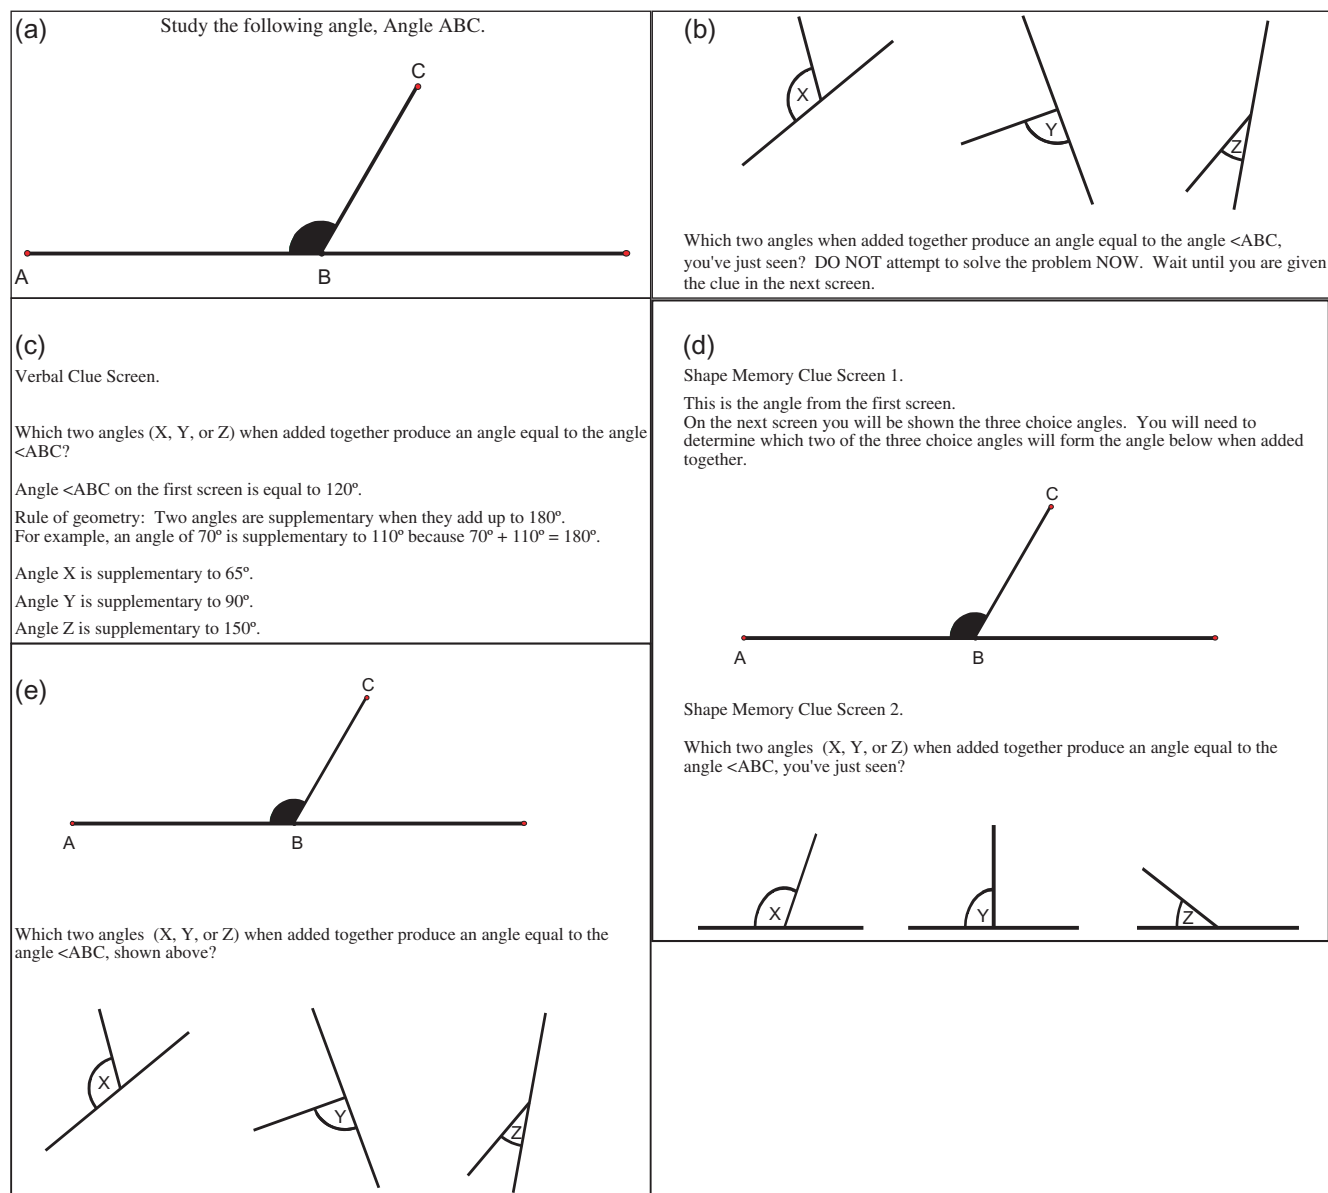 (a)
Study the following angle, Angle ABC.
C
A
B
(b)
X
Y
Z
Which two angles when added together produce an angle equal to the angle <ABC,
you've just seen? DO NOT attempt to solve the problem NOW. Wait until you are given
the clue in the next screen.
(c)
Verbal Clue Screen.
Which two angles (X, Y, or Z) when added together produce an angle equal to the angle
<ABC?
Angle <ABC on the first screen is equal to 120º.
Rule of geometry: Two angles are supplementary when they add up to 180º.
For example, an angle of 70º is supplementary to 110º because 70º + 110º = 180º.
Angle X is supplementary to 65º.
Angle Y is supplementary to 90º.
Angle Z is supplementary to 150º.
(d)
Shape Memory Clue Screen 1.
This is the angle from the first screen.
On the next screen you will be shown the three choice angles. You will need to
determine which two of the three choice angles will form the angle below when added
together.
C
A
B
Shape Memory Clue Screen 2.
Which two angles (X, Y, or Z) when added together produce an angle equal to the
angle <ABC, you've just seen?
X
Y
Z
(e)
C
A
B
Which two angles (X, Y, or Z) when added together produce an angle equal to the
angle <ABC, shown above?
X
Y
Z